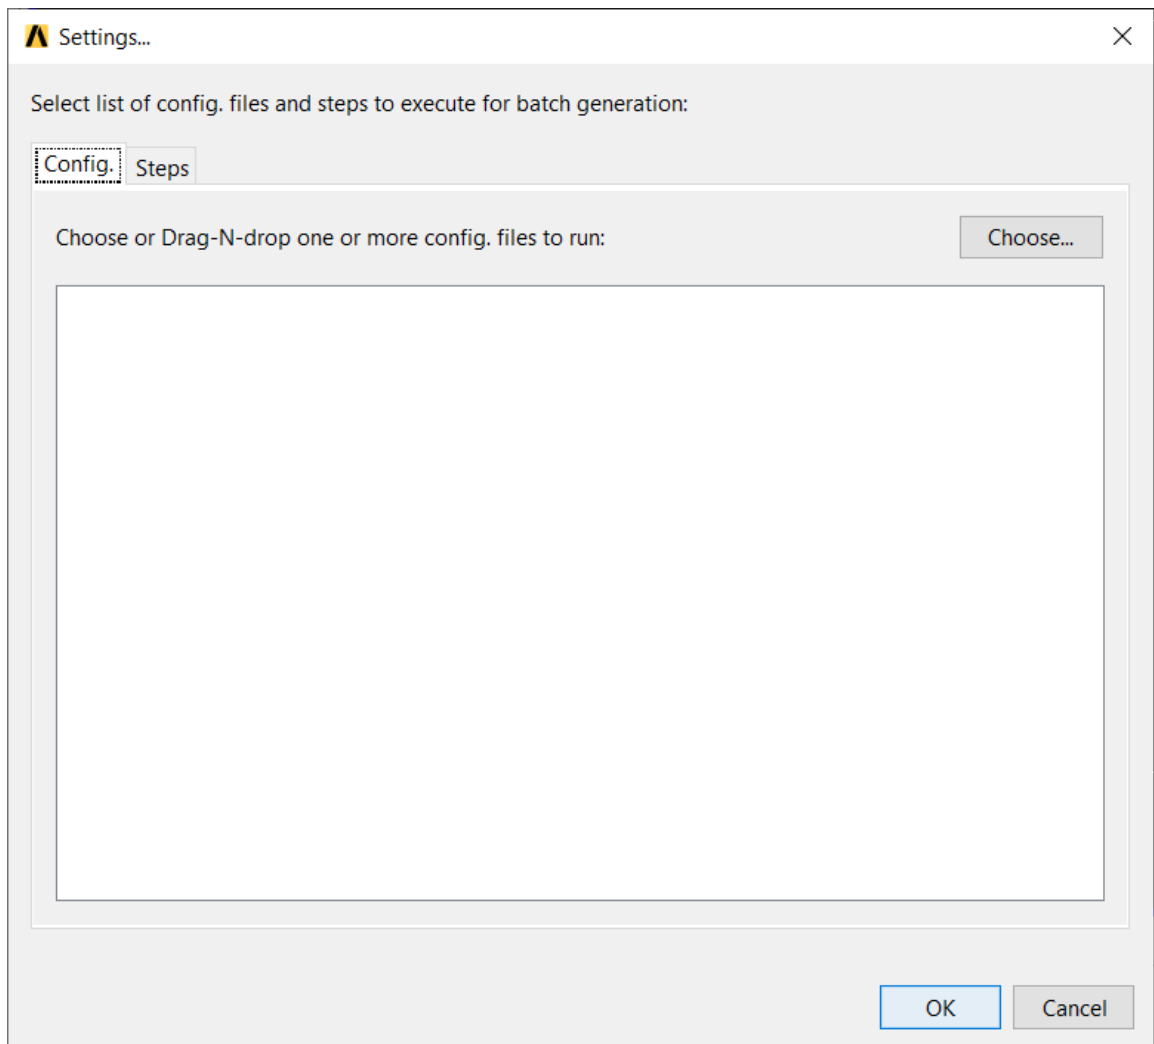 Settings...
Select list of config. files and steps to execute for batch generation:
Config.
Steps
Choose or Drag-N-drop one or more config. files to run:
Choose...
OK
Cancel